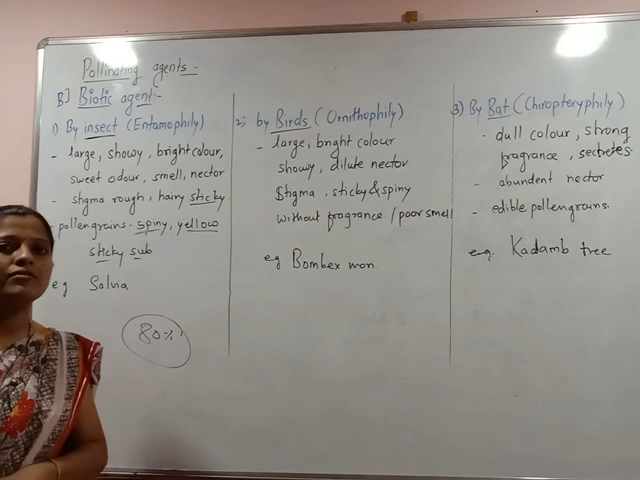 Pollinating agents:-
B] Biotic agent:-
1) By insect (Entamophily)
- large, showy, bright colour,
sweet odour, smell, nector
- stigma rough, hairy sticky
pollengrains- spiny, yellow
sticky sub
eg Salvia.
80%
2) by Birds (Ornithophily)
- large, bright colour
showy, dilute nector
Stigma, sticky & spiny
without fragrance / poor smell
eg Bombex mon.
3) By Bat (Chiropteryphily)
- dull colour, strong
fragrance, secretes
- abundent nector
- edible pollengrains.
eg. Kadamb tree